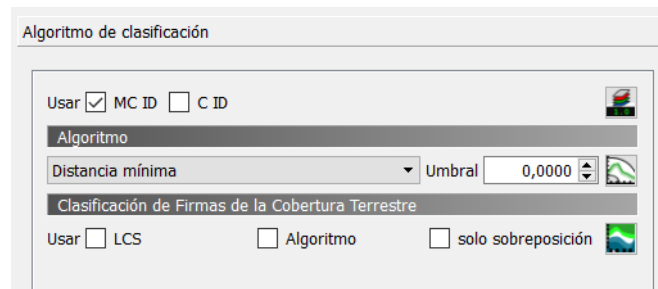 Algoritmo de clasificación
Usar MC ID C ID
Algoritmo
Distancia mínima Umbral 0,0000
Clasificación de Firmas de la Cobertura Terrestre
Usar LCS Algoritmo solo sobreposición